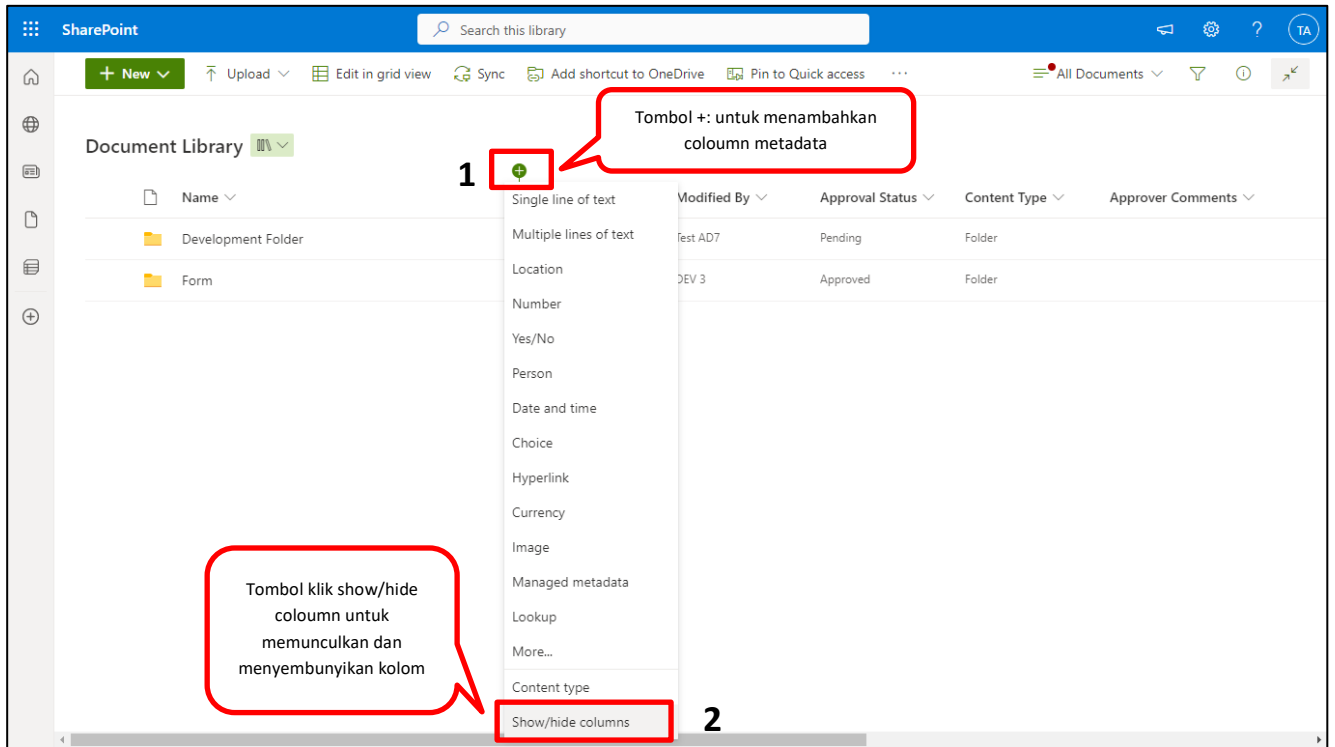 SharePoint
Search this library
?
TA
+ New
Upload
Edit in grid view
Sync
Add shortcut to OneDrive
Pin to Quick access
...
All Documents
Tombol +: untuk menambahkan
coloumn metadata
Document Library
1
Name
Modified By
Approval Status
Content Type
Approver Comments
Development Folder
Test AD7
Pending
Folder
Form
DEV 3
Approved
Folder
Single line of text
Multiple lines of text
Location
Number
Yes/No
Person
Date and time
Choice
Hyperlink
Currency
Image
Managed metadata
Lookup
More...
Content type
Show/hide columns
2
Tombol klik show/hide
coloumn untuk
memunculkan dan
menyembunyikan kolom